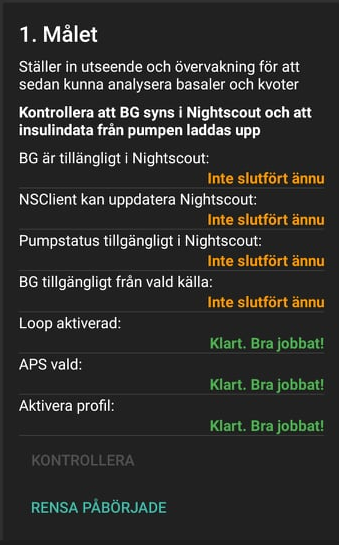 1. Målet
Ställer in utseende och övervakning för att
sedan kunna analysera basaler och kvoter
Kontrollera att BG syns i Nightscout och att
insulindata från pumpen laddas upp
BG är tillängligt i Nightscout:
Inte slutfört ännu
NSClient kan uppdatera Nightscout:
Inte slutfört ännu
Pumpstatus tillgängligt i Nightscout:
Inte slutfört ännu
BG tillgängligt från vald källa:
Inte slutfört ännu
Loop aktiverad:
Klart. Bra jobbat!
APS vald:
Klart. Bra jobbat!
Aktivera profil:
Klart. Bra jobbat!
KONTROLLERA
RENSA PÅBÖRJADE